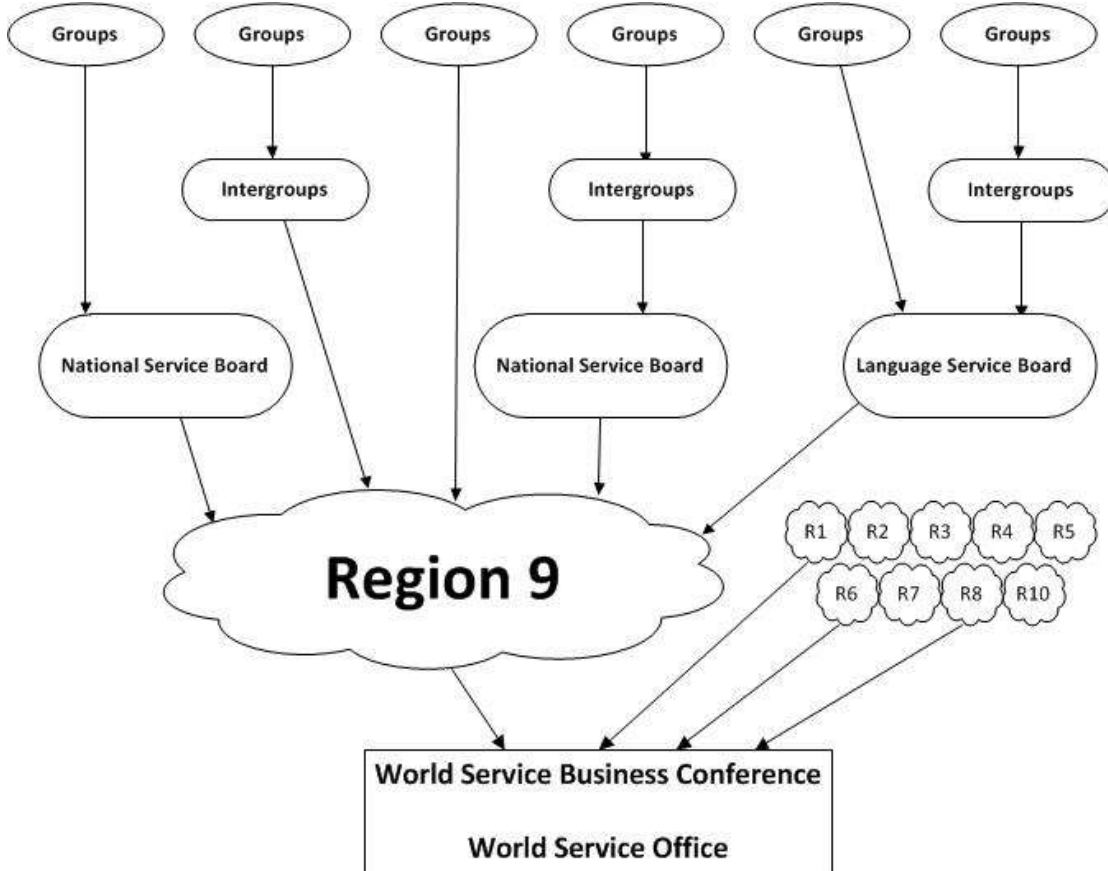 Groups
Groups
Groups
Groups
Groups
Groups
Intergroups
Intergroups
Intergroups
National Service Board
National Service Board
Language Service Board
Region 9
R1
R2
R3
R4
R5
R6
R7
R8
R10
World Service Business Conference
World Service Office